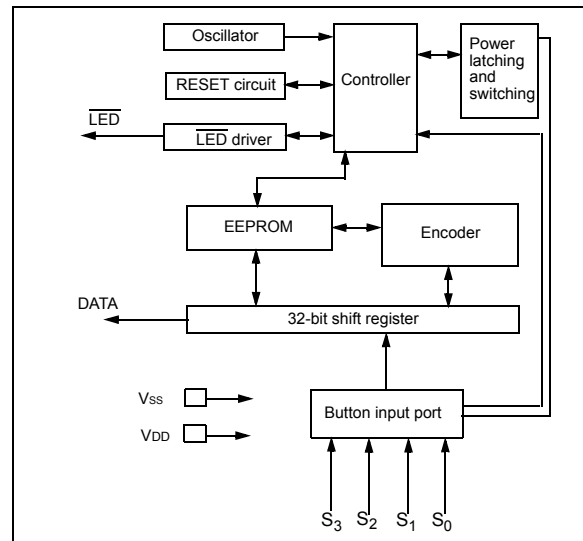 Oscillator
RESET circuit
LED
LED driver
Controller
Power
latching
and
switching
EEPROM
Encoder
DATA
32-bit shift register
VSS
VDD
Button input port
S3 S2 S1 S0